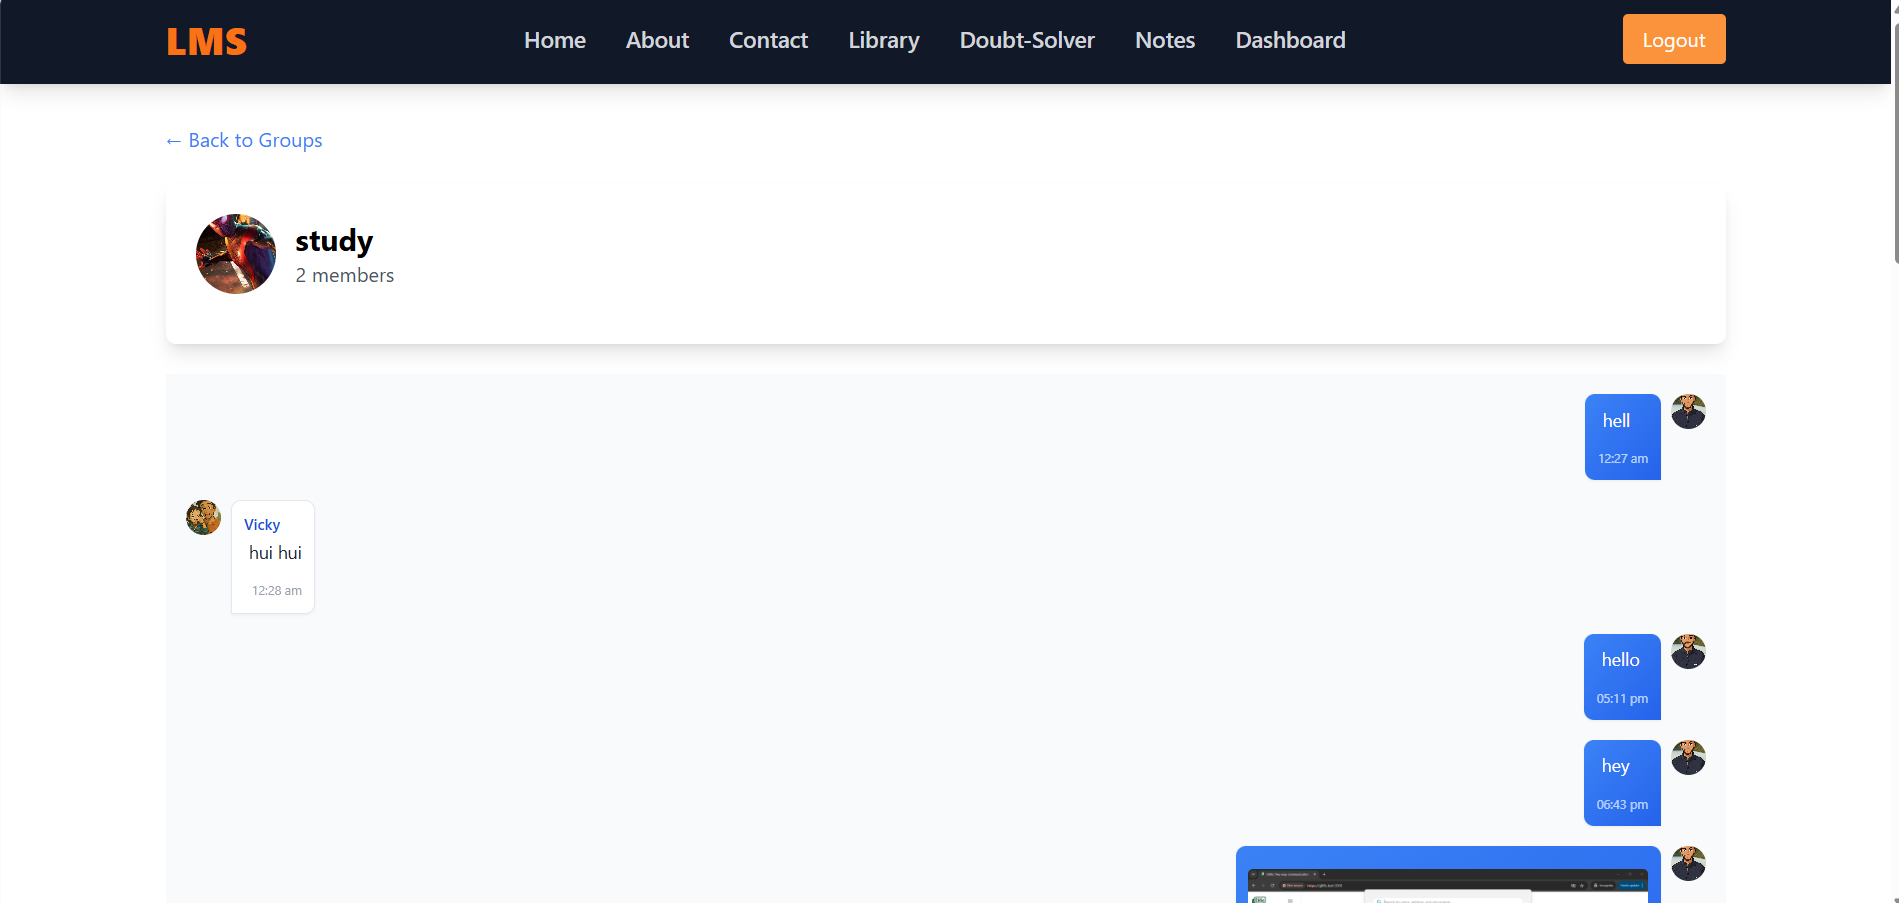 LMS
Home About Contact Library Doubt-Solver Notes Dashboard
Logout
← Back to Groups
study
2 members
hell
12:27 am
Vicky
hui hui
12:28 am
hello
05:11 pm
hey
06:43 pm